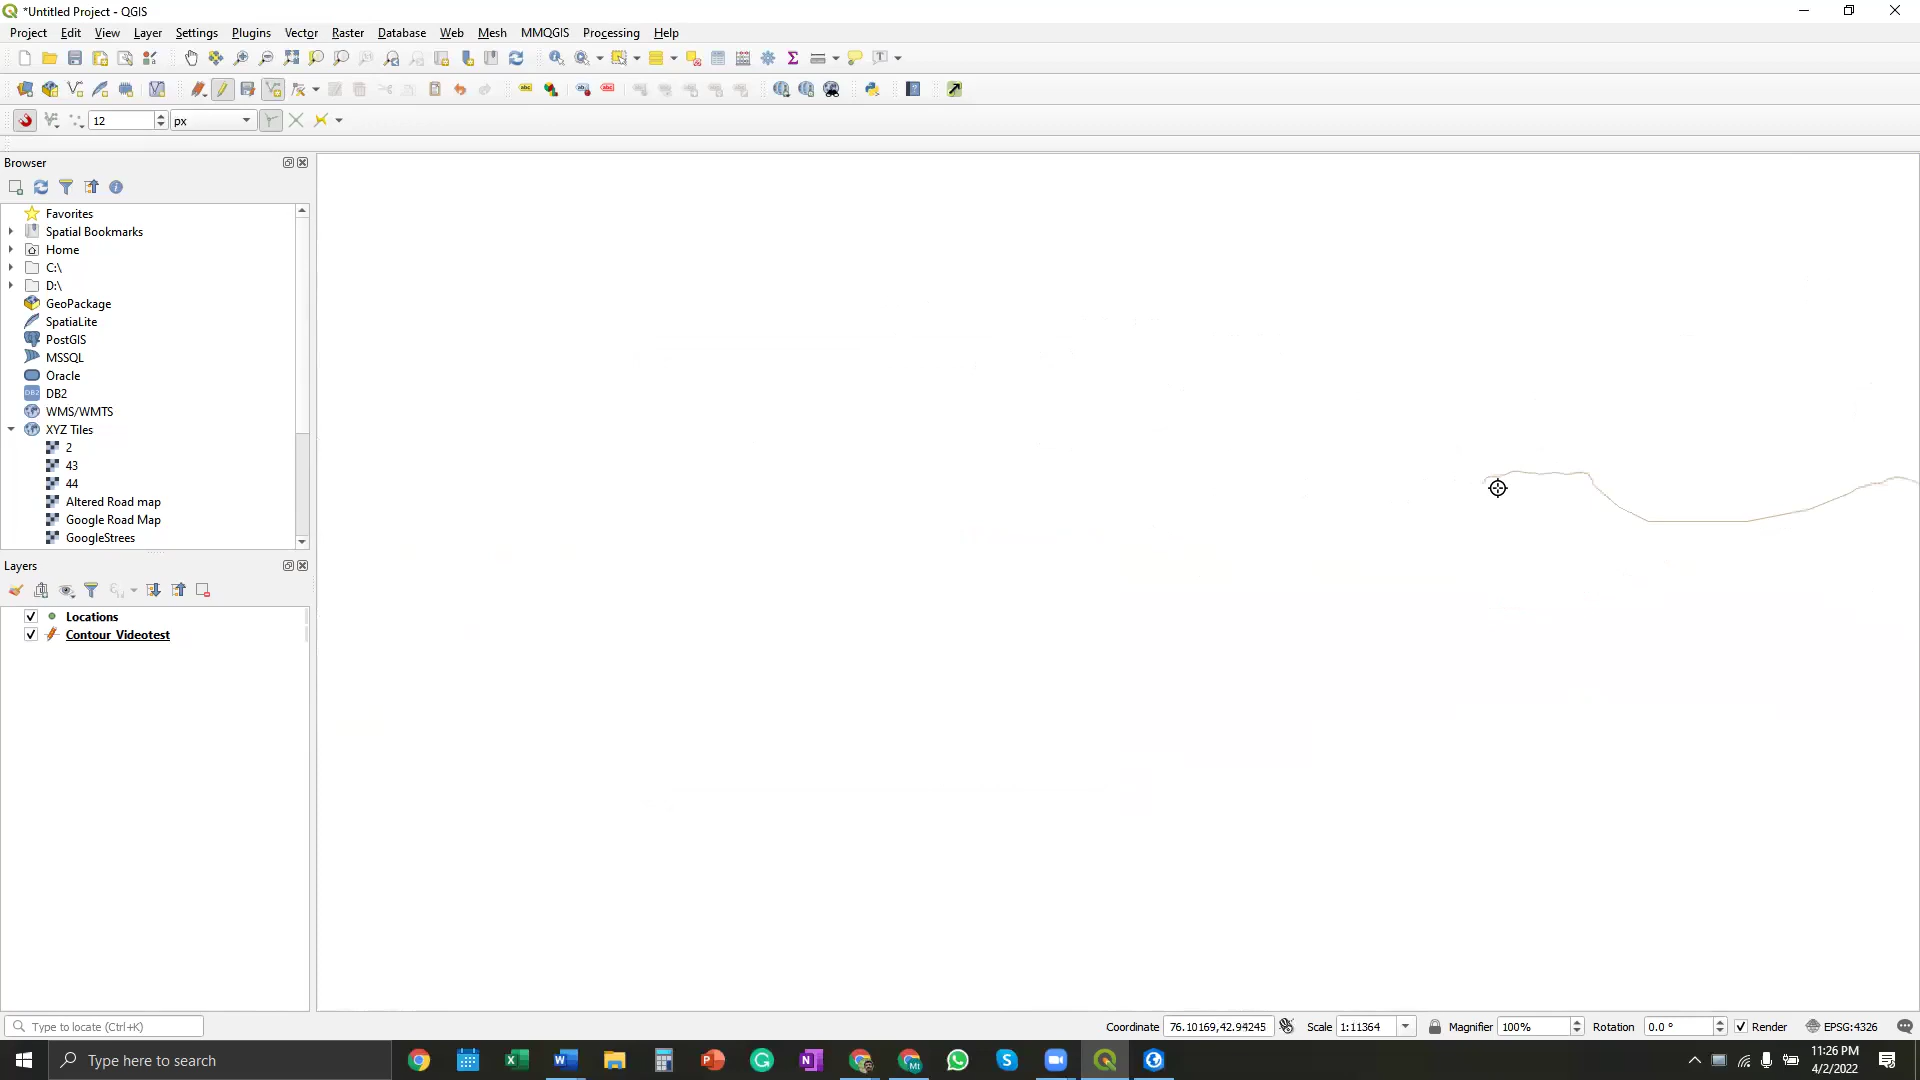 *Untitled Project - QGIS
Project Edit View Layer Settings Plugins Vector Raster Database Web Mesh MMQGIS Processing Help
12 px
Browser
Favorites
Spatial Bookmarks
Home
C:\
D:\
GeoPackage
SpatiaLite
PostGIS
MSSQL
Oracle
DB2
WMS/WMTS
XYZ Tiles
2
43
44
Altered Road map
Google Road Map
GoogleStrees
Layers
Locations
Contour_Videotest
Type to locate (Ctrl+K)
Coordinate 76.10169,42.94245 Scale 1:11364 Magnifier 100% Rotation 0.0 ° Render EPSG:4326
Type here to search
11:26 PM
4/2/2022